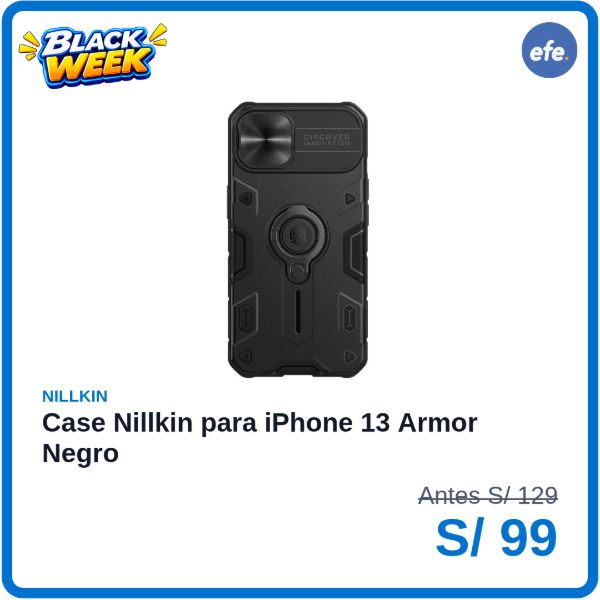 BLACK
WEEK
efe.
DISCOVER
INNOVATION
NILLKIN
Case Nillkin para iPhone 13 Armor
Negro
Antes S/ 129
S/ 99